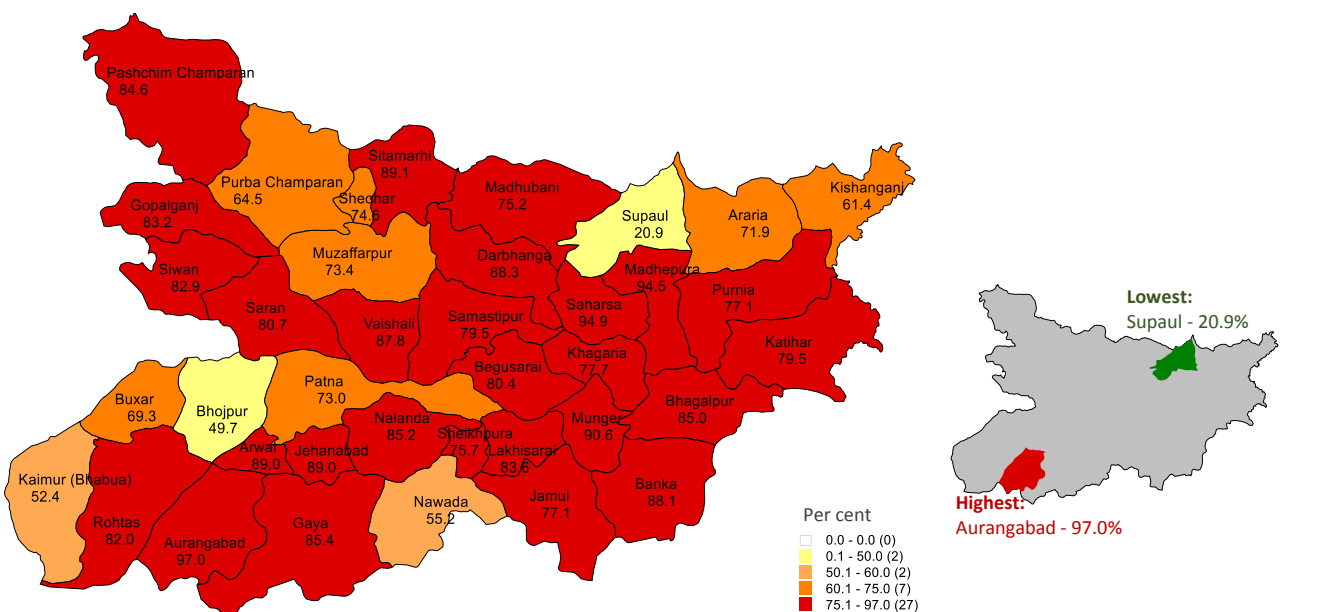 Pashchim Champaran
84.6
Sitamarhi
89.1
Purba Champaran
64.5
Sheohar
74.6
Madhubani
75.2
Kishanganj
61.4
Gopalganj
83.2
Supaul
20.9
Araria
71.9
Muzaffarpur
73.4
Darbhanga
88.3
Siwan
82.9
Madhepura
94.5
Purnia
77.1
Saran
80.7
Vaishali
87.8
Samastipur
79.5
Saharsa
94.9
Katihar
79.5
Khagaria
77.7
Begusarai
80.4
Patna
73.0
Buxar
69.3
Bhojpur
49.7
Bhagalpur
85.0
Nalanda
85.2
Munger
90.6
Sheikhpura
75.7
Arwal
89.0
Jehanabad
89.0
Lakhisarai
83.6
Kaimur (Bhabua)
52.4
Banka
88.1
Nawada
55.2
Jamui
77.1
Rohtas
82.0
Gaya
85.4
Aurangabad
97.0
Per cent
0.0 - 0.0 (0)
0.1 - 50.0 (2)
50.1 - 60.0 (2)
60.1 - 75.0 (7)
75.1 - 97.0 (27)
Lowest:
Supaul - 20.9%
Highest:
Aurangabad - 97.0%